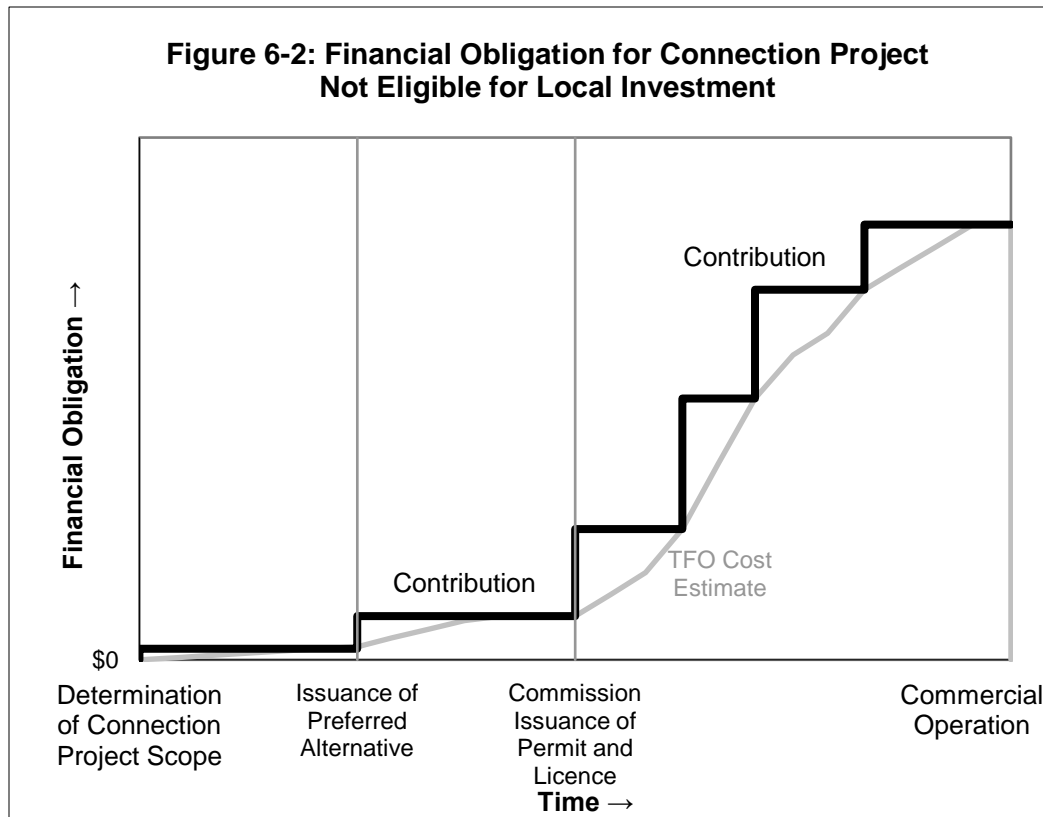 Figure 6-2: Financial Obligation for Connection Project
Not Eligible for Local Investment
Financial Obligation →
Contribution
Contribution
TFO Cost
Estimate
$0
Determination
of Connection
Project Scope
Issuance of
Preferred
Alternative
Commission
Issuance of
Permit and
Licence
Commercial
Operation
Time →